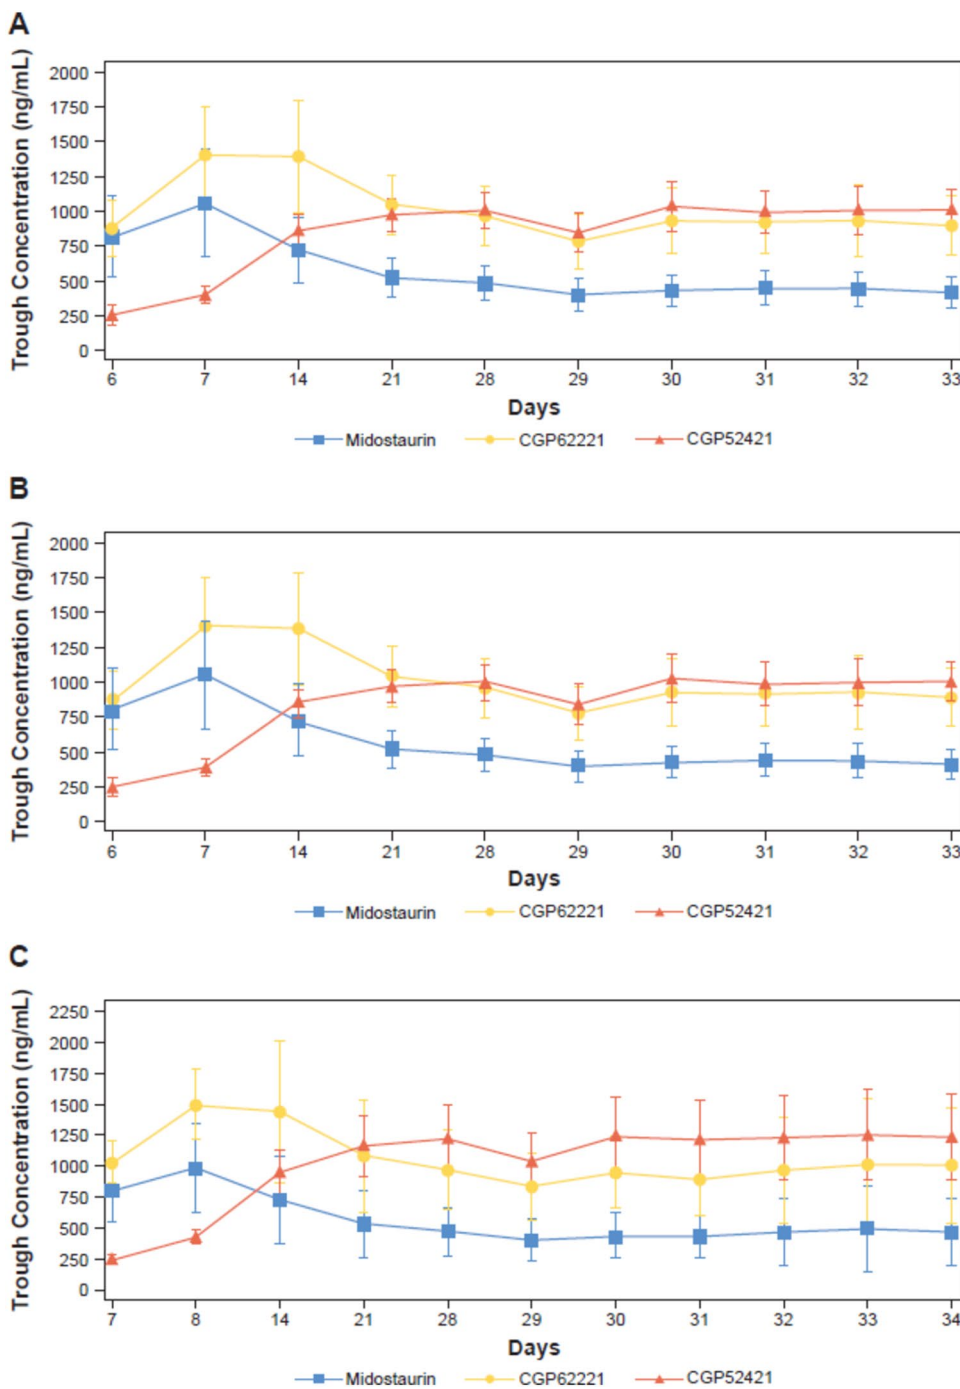 A
Trough Concentration (ng/mL)
2000
1750
1500
1250
1000
750
500
250
0
6 7 14 21 28 29 30 31 32 33
Days
Midostaurin CGP62221 CGP52421
B
Trough Concentration (ng/mL)
2000
1750
1500
1250
1000
750
500
250
0
6 7 14 21 28 29 30 31 32 33
Days
Midostaurin CGP62221 CGP52421
C
Trough Concentration (ng/mL)
2250
2000
1750
1500
1250
1000
750
500
250
0
7 8 14 21 28 29 30 31 32 33 34
Days
Midostaurin CGP62221 CGP52421